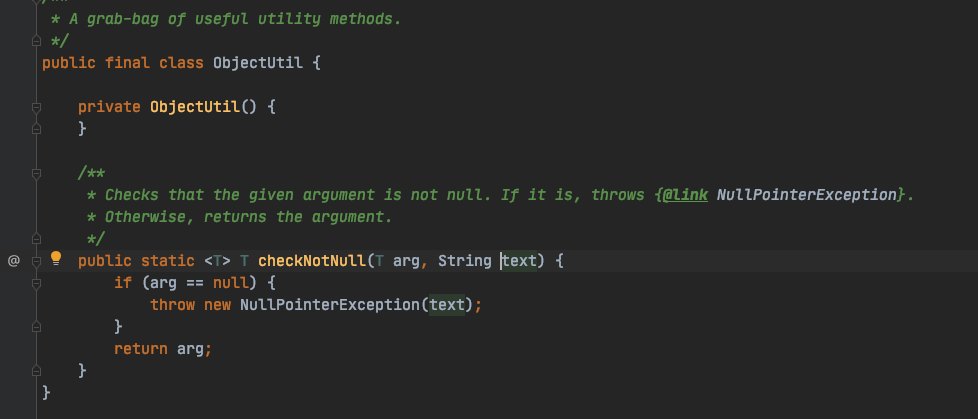 /**
 * A grab-bag of useful utility methods.
 */
public final class ObjectUtil {
    private ObjectUtil() {
    }
    /**
     * Checks that the given argument is not null. If it is, throws {@link NullPointerException}.
     * Otherwise, returns the argument.
     */
@   public static <T> T checkNotNull(T arg, String text) {
        if (arg == null) {
            throw new NullPointerException(text);
        }
        return arg;
    }
}